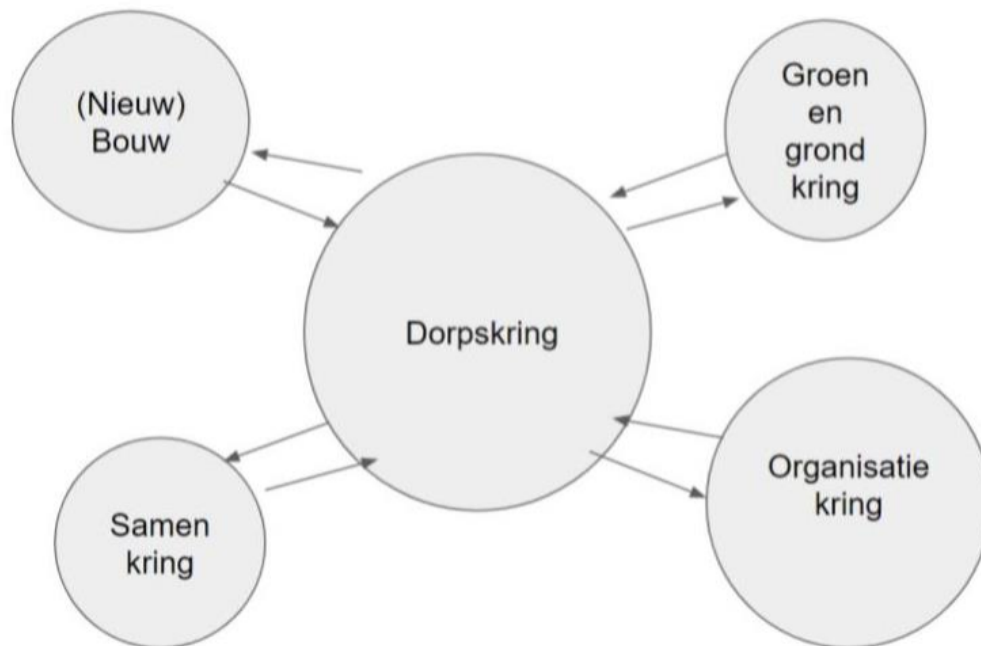 (Nieuw)
Bouw
Groen
en
grond
kring
Dorpskring
Samen
kring
Organisatie
kring